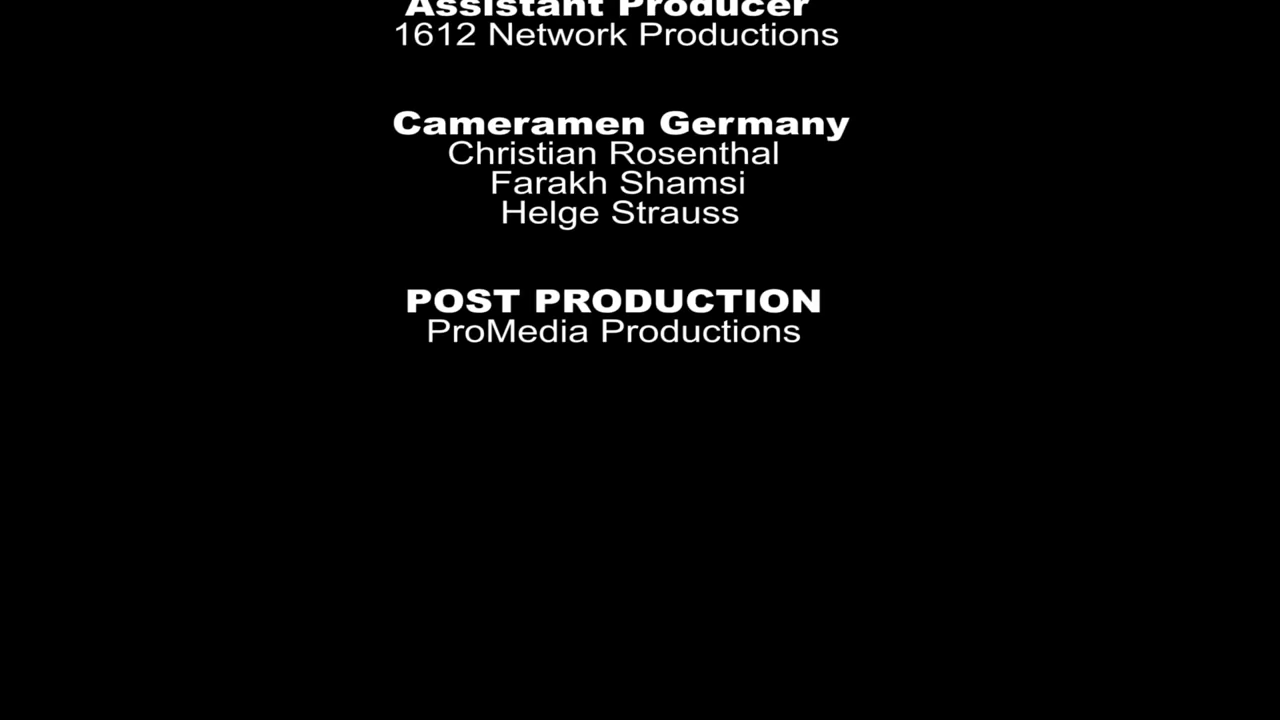 Assistant Producer
1612 Network Productions
Cameramen Germany
Christian Rosenthal
Farakh Shamsi
Helge Strauss
POST PRODUCTION
ProMedia Productions